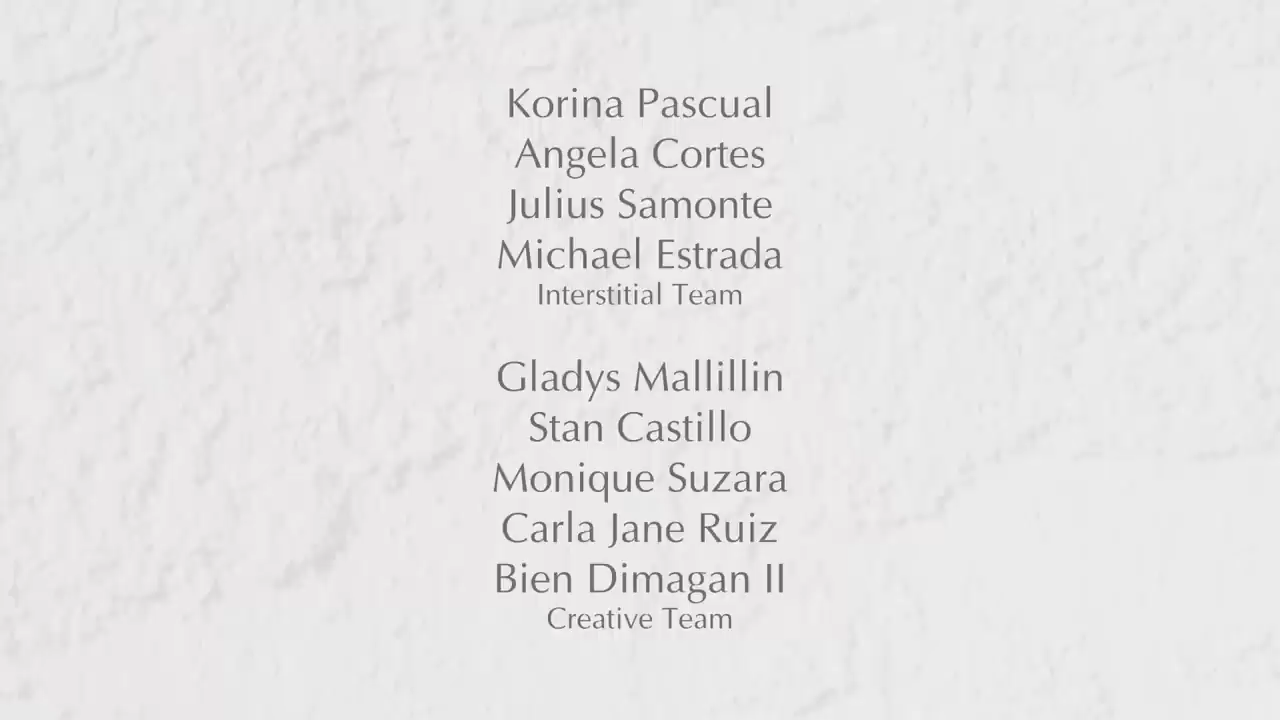 Korina Pascual
Angela Cortes
Julius Samonte
Michael Estrada
Interstitial Team
Gladys Mallillin
Stan Castillo
Monique Suzara
Carla Jane Ruiz
Bien Dimagan II
Creative Team